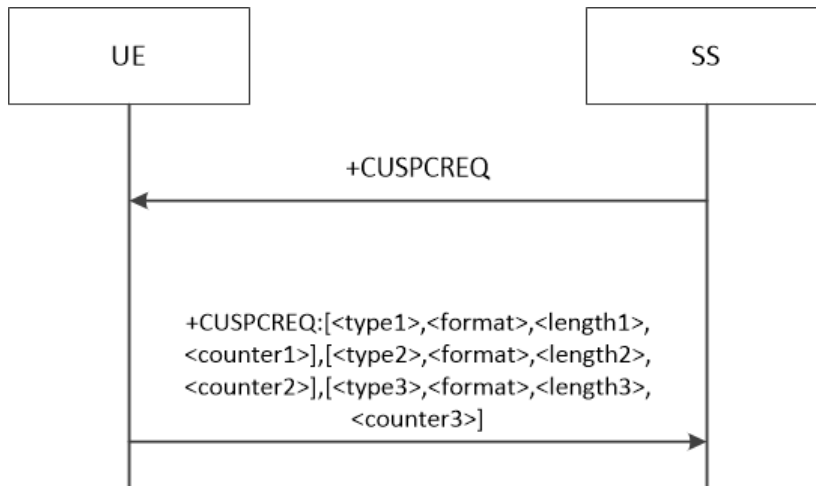 UE
SS
+CUSPCREQ
+CUSPCREQ:[<type1>,<format>,<length1>,
<counter1>],[<type2>,<format>,<length2>,
<counter2>],[<type3>,<format>,<length3>,
<counter3>]